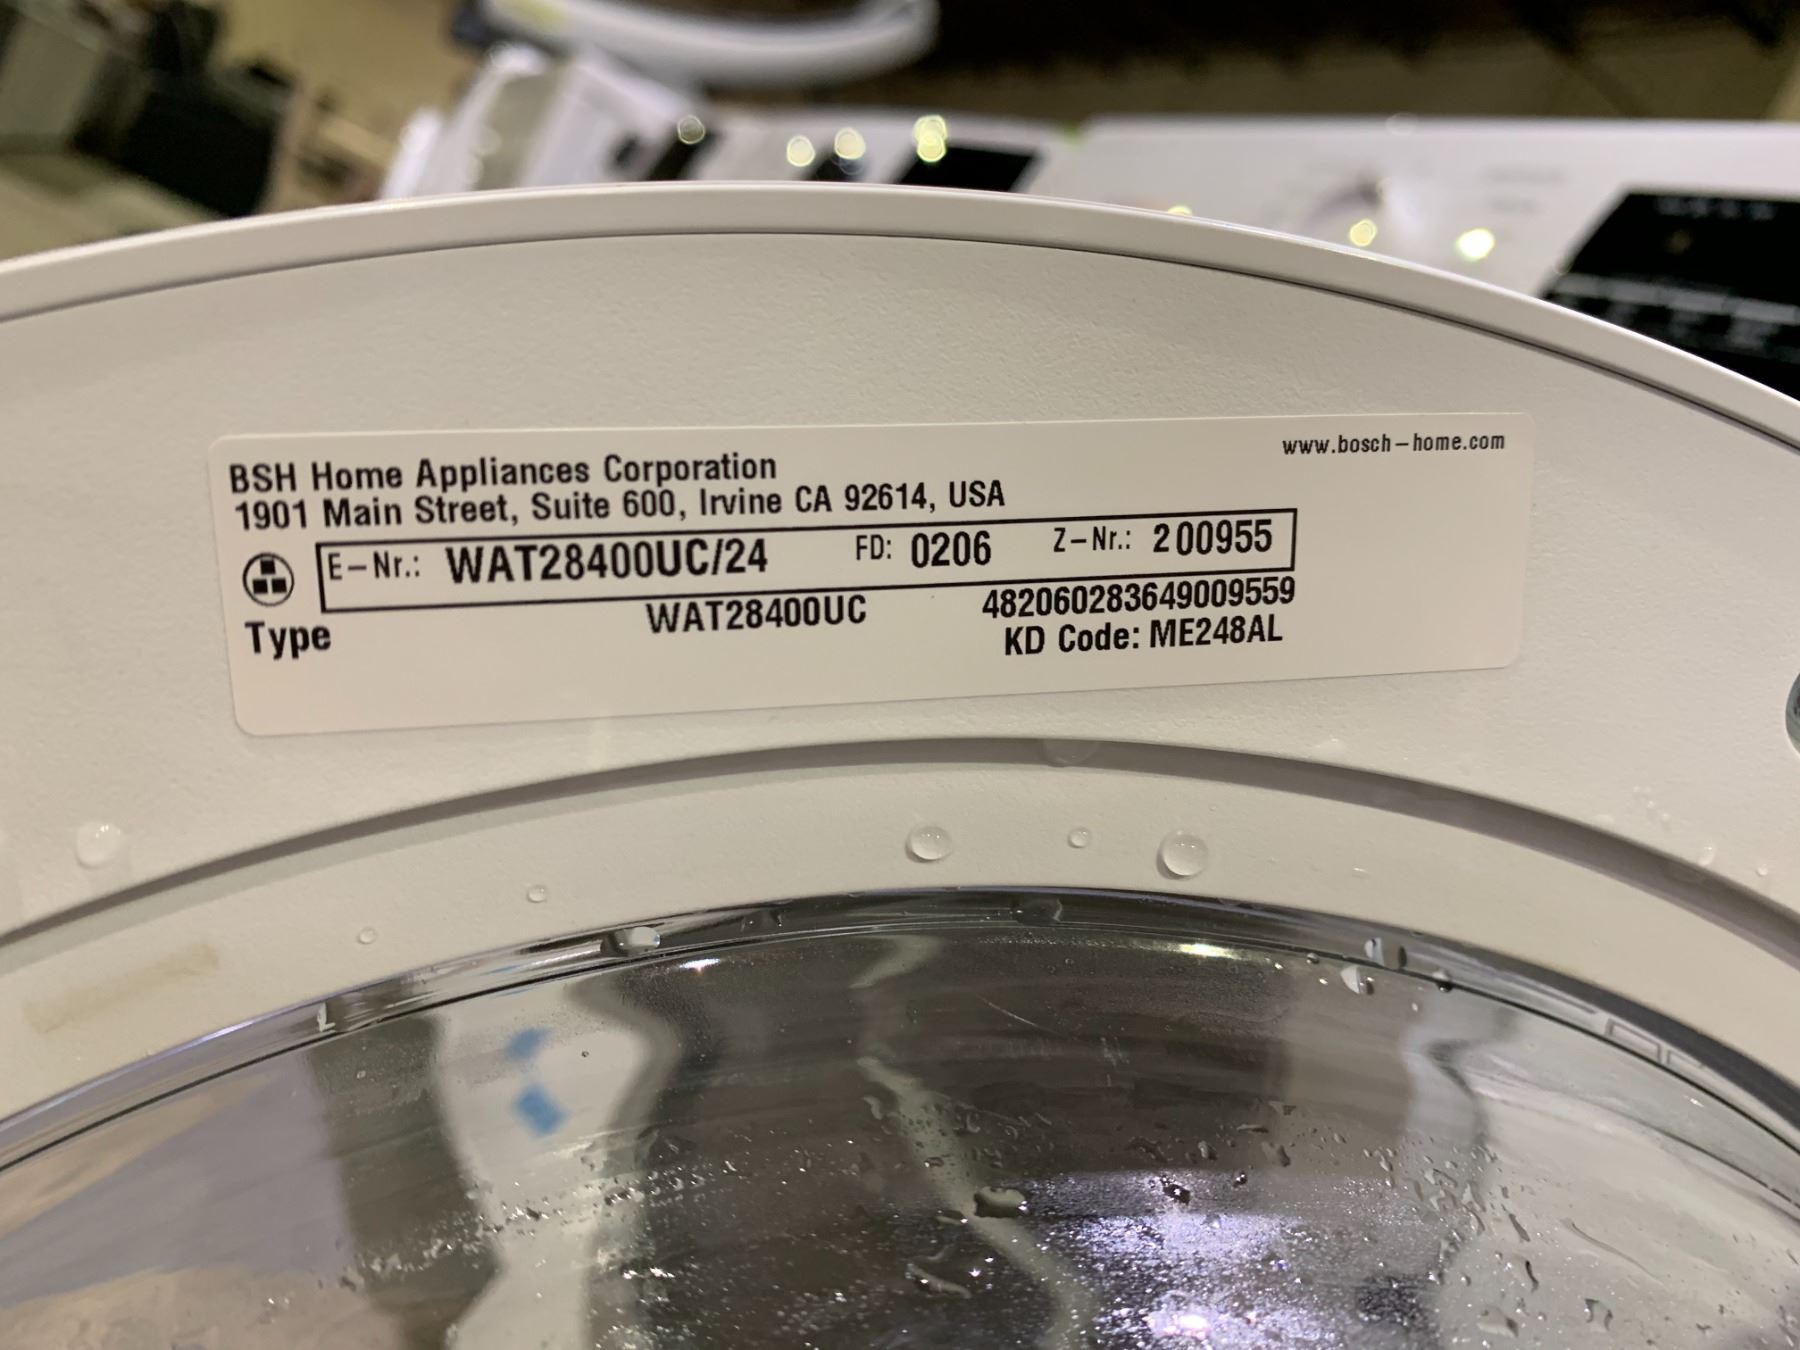 www.bosch-home.com
BSH Home Appliances Corporation
1901 Main Street, Suite 600, Irvine CA 92614, USA
E-Nr.: WAT28400UC/24 FD: 0206 Z-Nr.: 200955
Type WAT28400UC 482060283649009559
KD Code: ME248AL